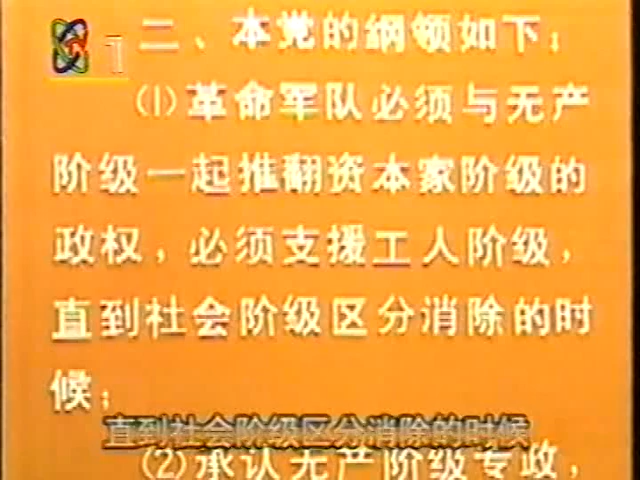 1
二、本党的纲领如下：
(1)革命军队必须与无产
阶级一起推翻资本家阶级的
政权，必须支援工人阶级，
直到社会阶级区分消除的时
候；
直到社会阶级区分消除的时候
(2)承认无产阶级专政，